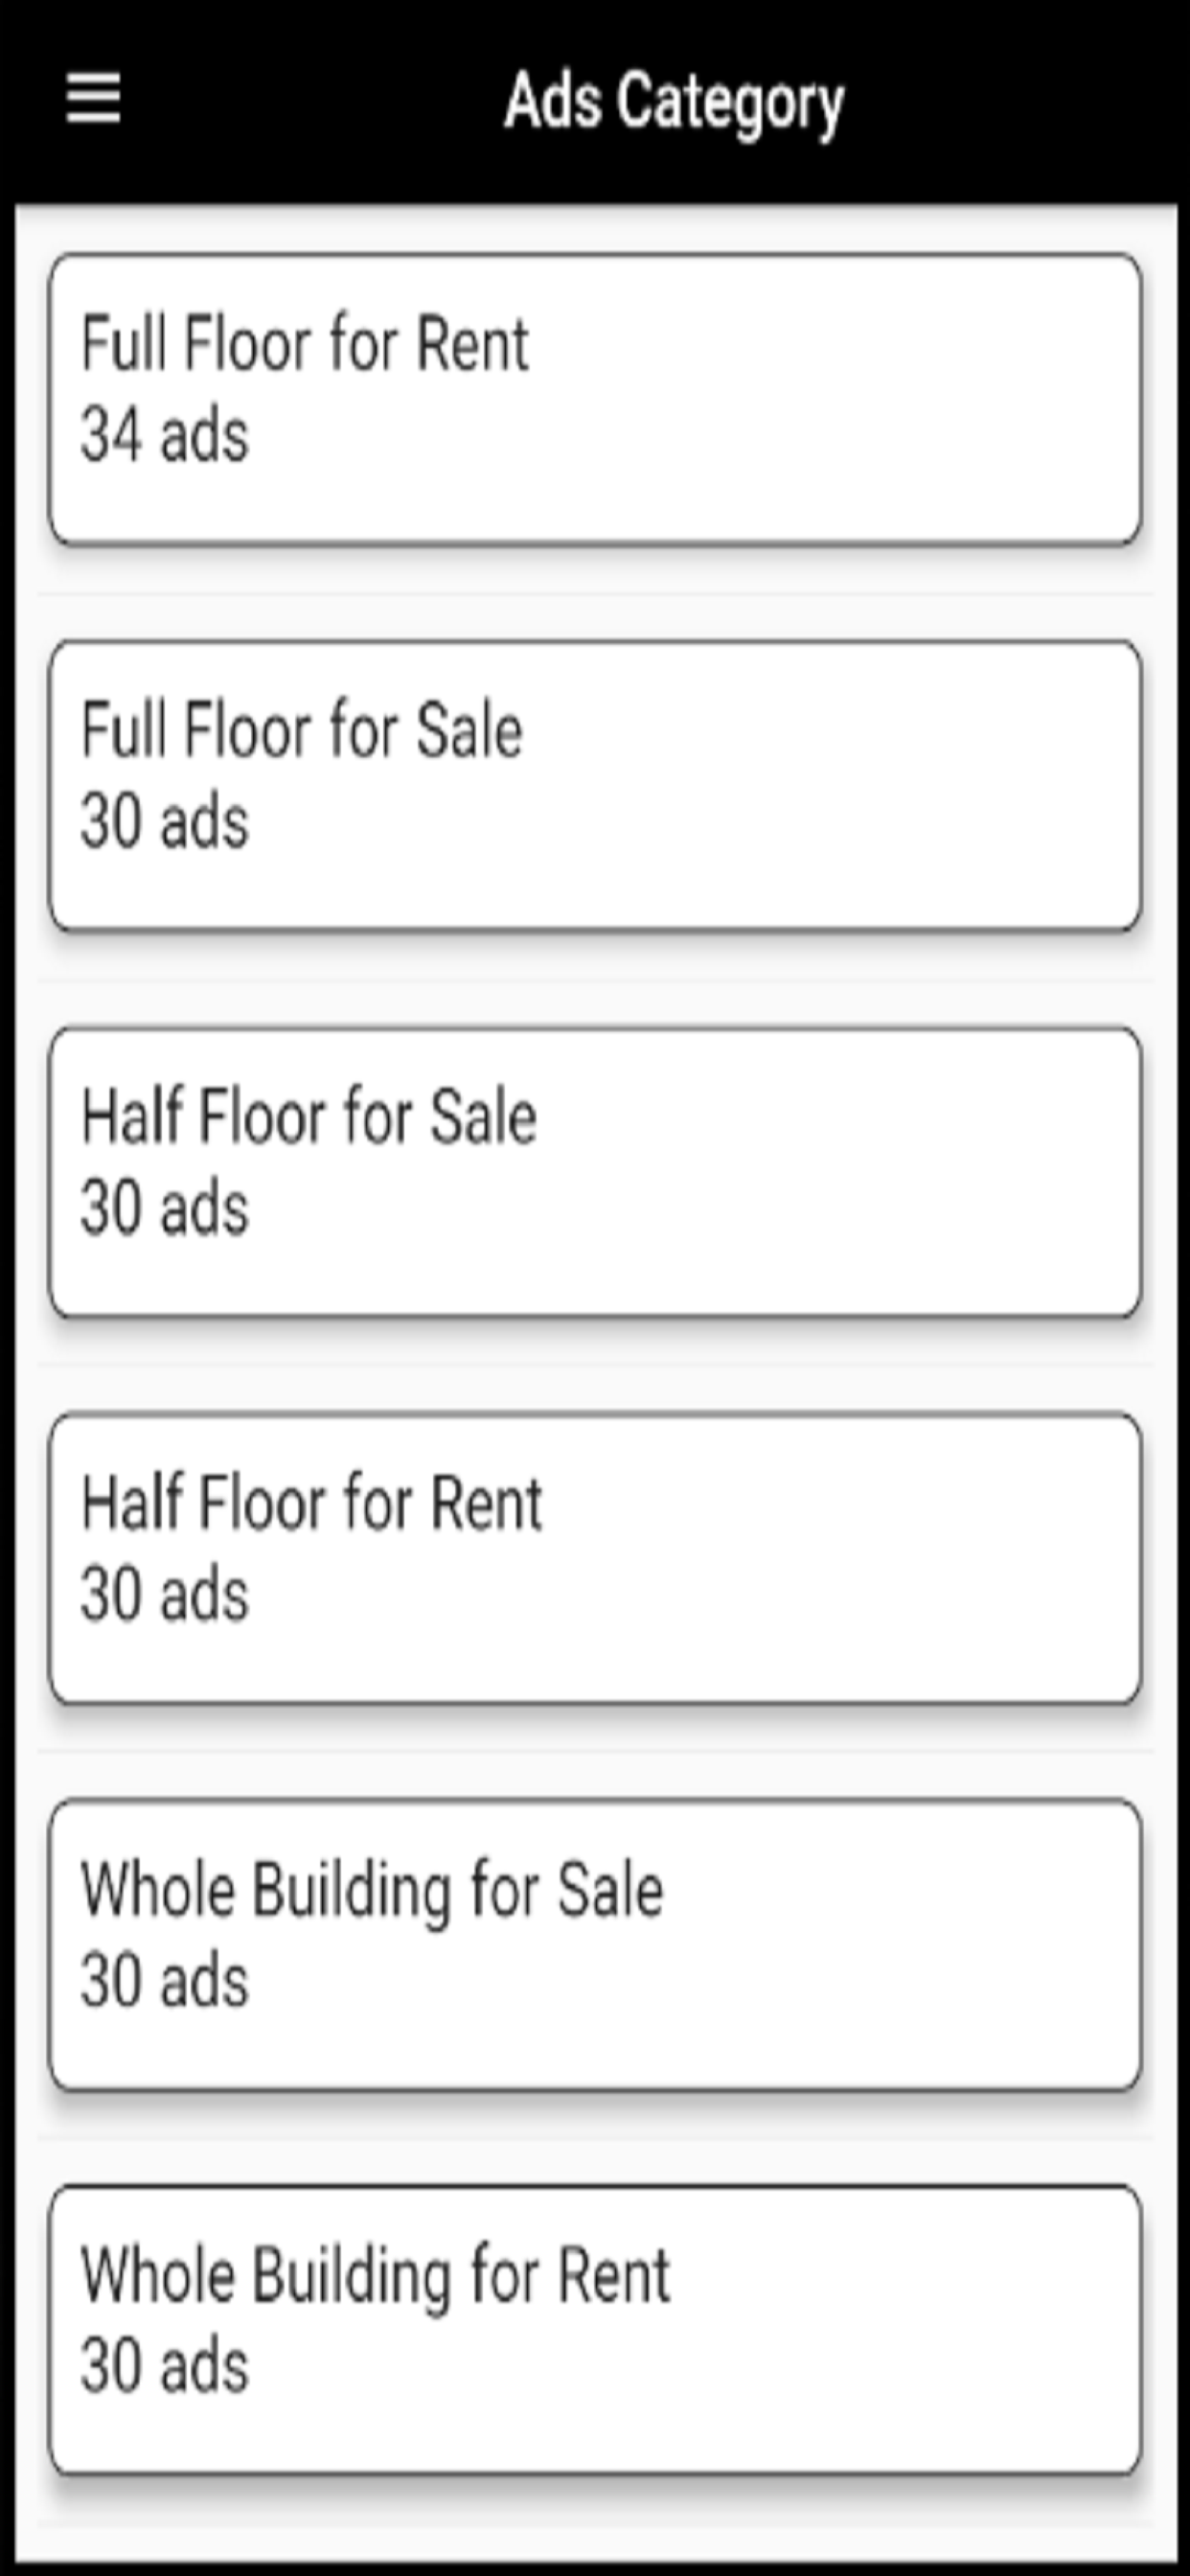 Ads Category
Full Floor for Rent
34 ads
Full Floor for Sale
30 ads
Half Floor for Sale
30 ads
Half Floor for Rent
30 ads
Whole Building for Sale
30 ads
Whole Building for Rent
30 ads